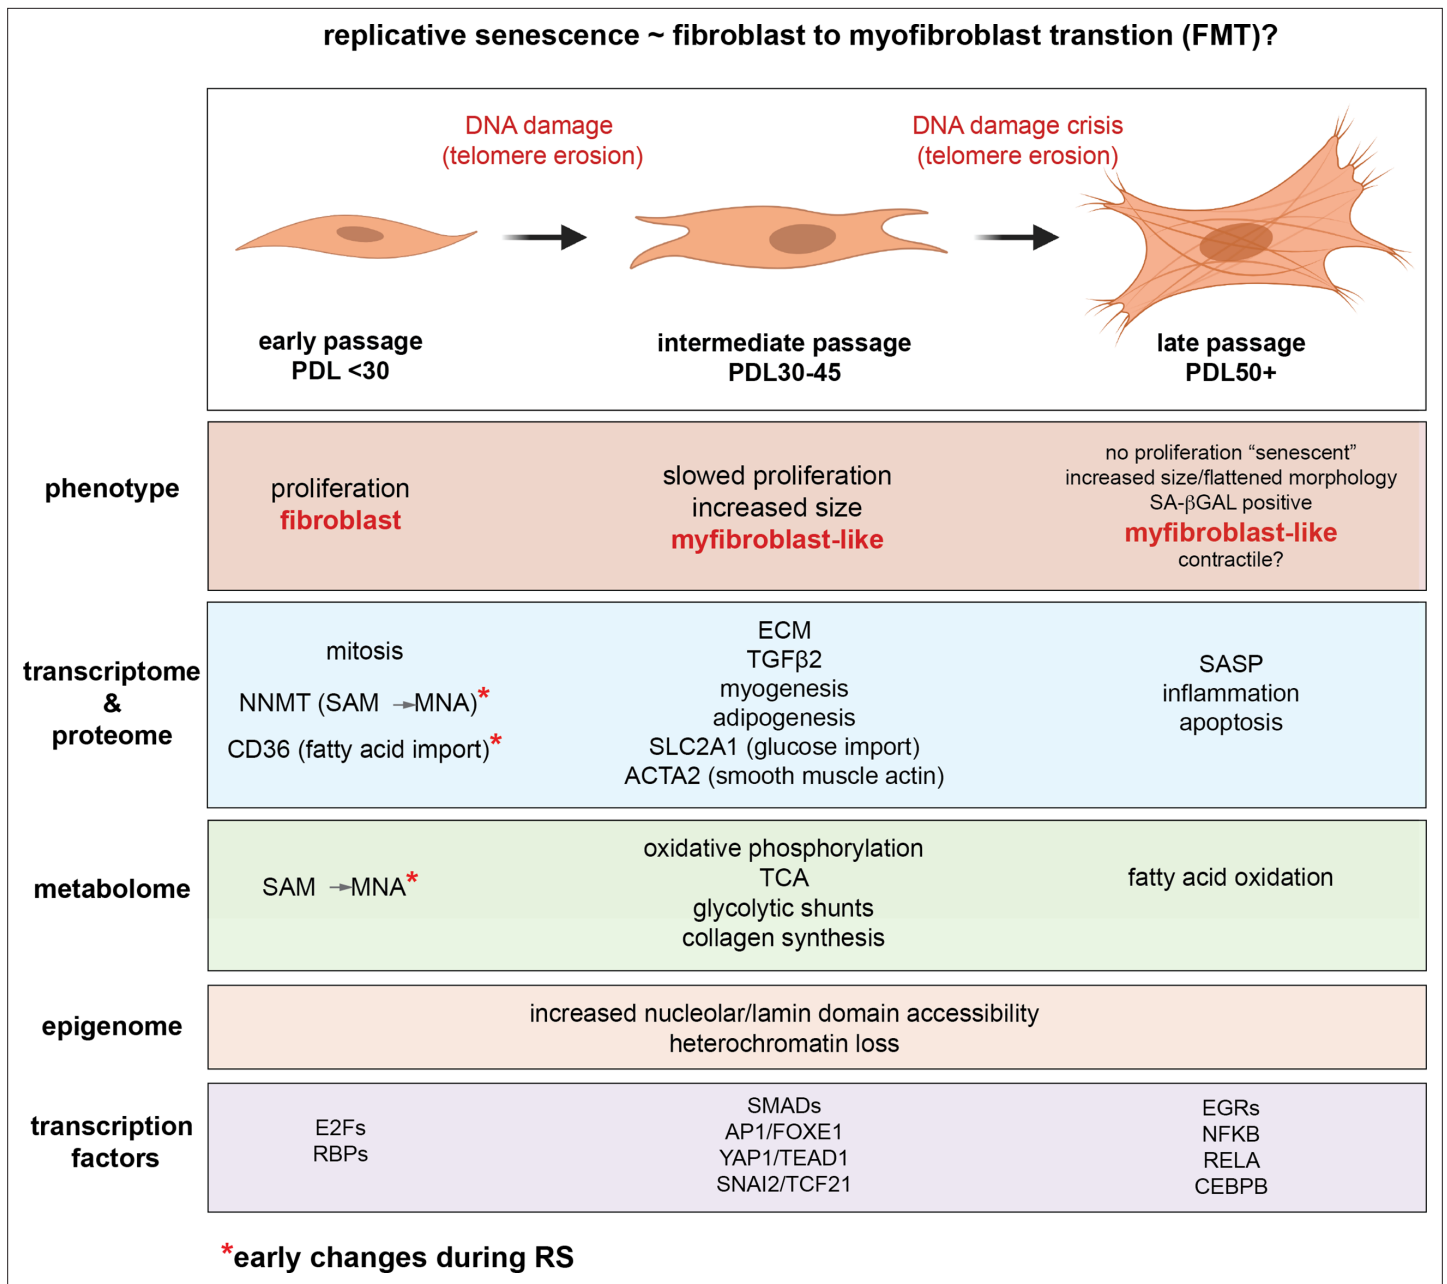 replicative senescence ~ fibroblast to myofibroblast transtion (FMT)?
DNA damage
(telomere erosion)
DNA damage crisis
(telomere erosion)
early passage
PDL <30
intermediate passage
PDL30-45
late passage
PDL50+
phenotype
proliferation
fibroblast
slowed proliferation
increased size
myfibroblast-like
no proliferation “senescent”
increased size/flattened morphology
SA-βGAL positive
myfibroblast-like
contractile?
transcriptome
&
proteome
mitosis
NNMT (SAM →MNA)*
CD36 (fatty acid import)*
ECM
TGFβ2
myogenesis
adipogenesis
SLC2A1 (glucose import)
ACTA2 (smooth muscle actin)
SASP
inflammation
apoptosis
metabolome
SAM →MNA*
oxidative phosphorylation
TCA
glycolytic shunts
collagen synthesis
fatty acid oxidation
epigenome
increased nucleolar/lamin domain accessibility
heterochromatin loss
transcription
factors
E2Fs
RBPs
SMADs
AP1/FOXE1
YAP1/TEAD1
SNAI2/TCF21
EGRs
NFKB
RELA
CEBPB
*early changes during RS